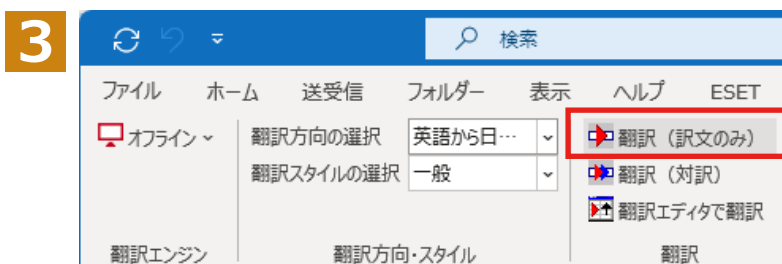 3
検索
ファイル ホーム 送受信 フォルダー 表示 ヘルプ ESET
オフライン 翻訳方向の選択 英語から日… 翻訳（訳文のみ）
翻訳スタイルの選択 一般 翻訳（対訳）
翻訳エディタで翻訳
翻訳エンジン 翻訳方向・スタイル 翻訳